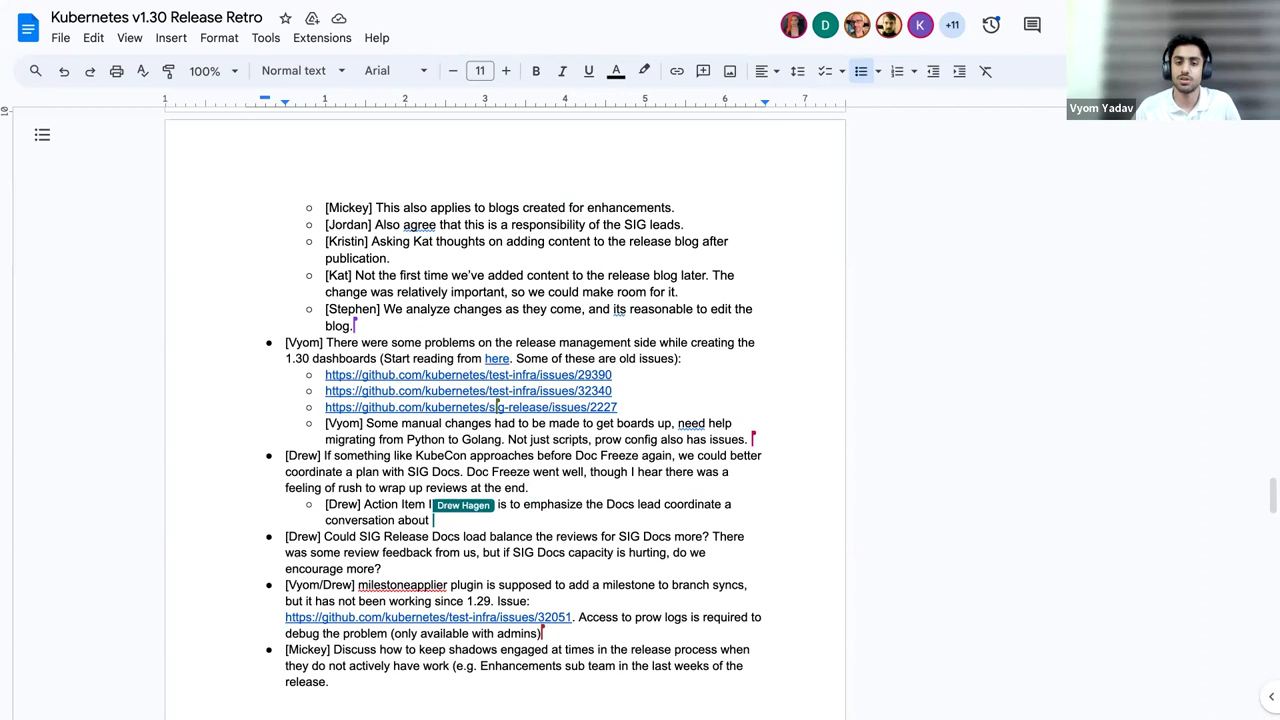 Kubernetes v1.30 Release Retro
File Edit View Insert Format Tools Extensions Help
D
K
+11
100%
Normal text
Arial
11
B I U A
1 1 2 3 4 5 6 7
Vyom Yadav
[Mickey] This also applies to blogs created for enhancements.
[Jordan] Also agree that this is a responsibility of the SIG leads.
[Kristin] Asking Kat thoughts on adding content to the release blog after
publication.
[Kat] Not the first time we've added content to the release blog later. The
change was relatively important, so we could make room for it.
[Stephen] We analyze changes as they come, and its reasonable to edit the
blog.
[Vyom] There were some problems on the release management side while creating the
1.30 dashboards (Start reading from here. Some of these are old issues):
https://github.com/kubernetes/test-infra/issues/29390
https://github.com/kubernetes/test-infra/issues/32340
https://github.com/kubernetes/sig-release/issues/2227
[Vyom] Some manual changes had to be made to get boards up, need help
migrating from Python to Golang. Not just scripts, prow config also has issues.
[Drew] If something like KubeCon approaches before Doc Freeze again, we could better
coordinate a plan with SIG Docs. Doc Freeze went well, though I hear there was a
feeling of rush to wrap up reviews at the end.
[Drew] Action Item Drew Hagen is to emphasize the Docs lead coordinate a
conversation about
[Drew] Could SIG Release Docs load balance the reviews for SIG Docs more? There
was some review feedback from us, but if SIG Docs capacity is hurting, do we
encourage more?
[Vyom/Drew] milestoneapplier plugin is supposed to add a milestone to branch syncs,
but it has not been working since 1.29. Issue:
https://github.com/kubernetes/test-infra/issues/32051. Access to prow logs is required to
debug the problem (only available with admins)
[Mickey] Discuss how to keep shadows engaged at times in the release process when
they do not actively have work (e.g. Enhancements sub team in the last weeks of the
release.